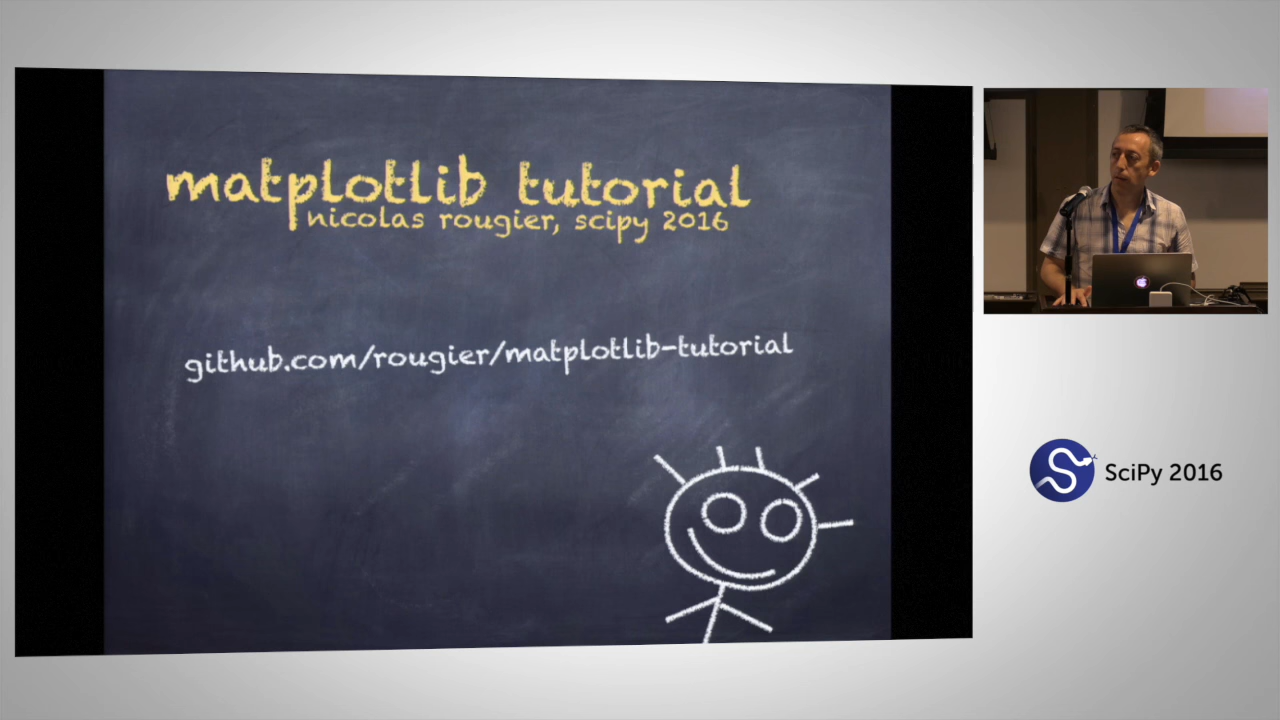 matplotlib tutorial
nicolas rougier, scipy 2016
github.com/rougier/matplotlib-tutorial
SciPy 2016